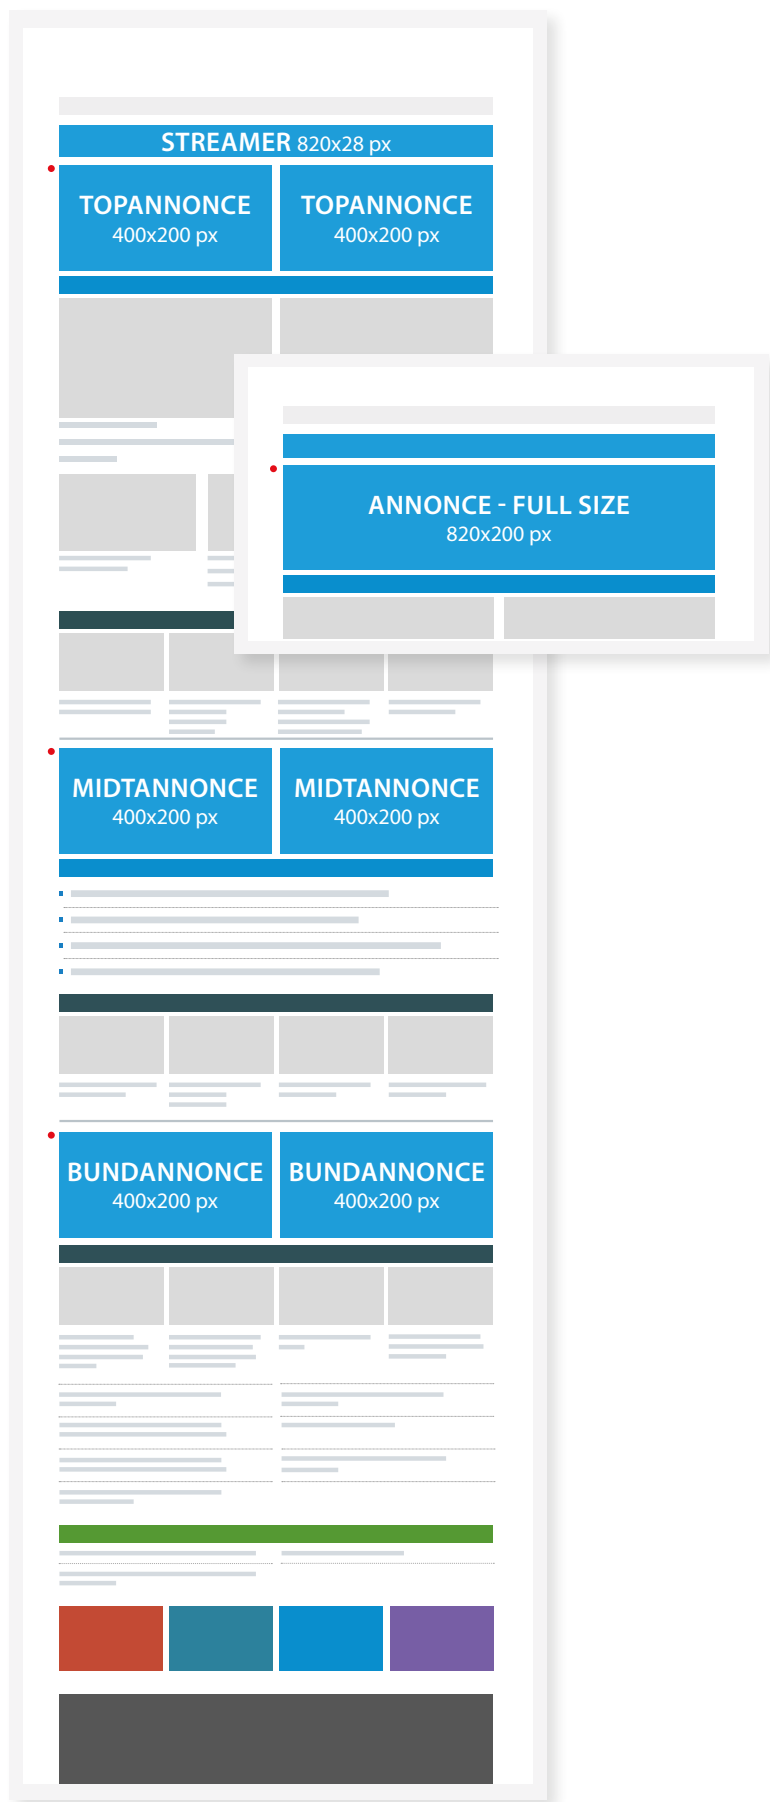 STREAMER 820x28 px
TOPANNONCE
400x200 px
TOPANNONCE
400x200 px
ANNONCE - FULL SIZE
820x200 px
MIDTANNONCE
400x200 px
MIDTANNONCE
400x200 px
BUNDANNONCE
400x200 px
BUNDANNONCE
400x200 px